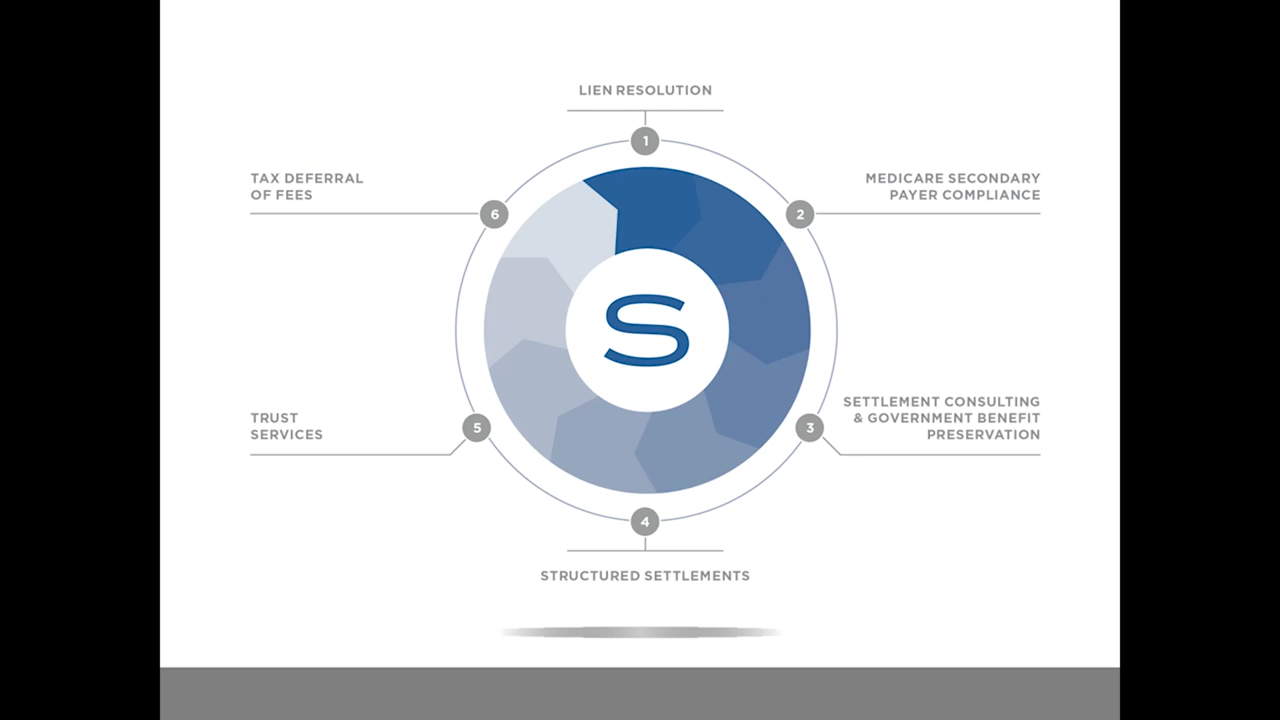 LIEN RESOLUTION
1
TAX DEFERRAL
OF FEES
6
MEDICARE SECONDARY
PAYER COMPLIANCE
2
S
TRUST
SERVICES
5
SETTLEMENT CONSULTING
& GOVERNMENT BENEFIT
PRESERVATION
3
4
STRUCTURED SETTLEMENTS